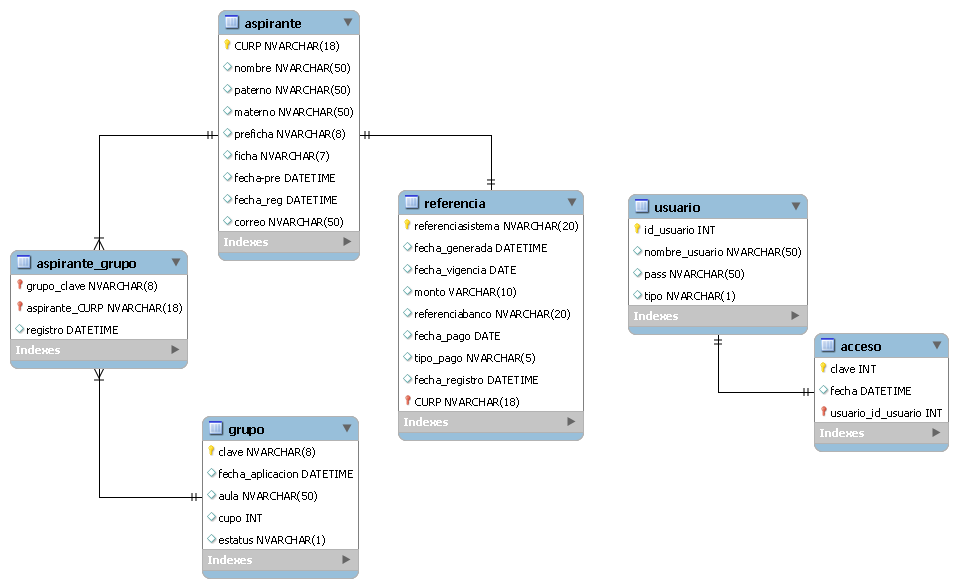 aspirante
CURP NVARCHAR(18)
nombre NVARCHAR(50)
paterno NVARCHAR(50)
materno NVARCHAR(50)
preficha NVARCHAR(8)
ficha NVARCHAR(7)
fecha-pre DATETIME
fecha_reg DATETIME
correo NVARCHAR(50)
Indexes
aspirante_grupo
grupo_clave NVARCHAR(8)
aspirante_CURP NVARCHAR(18)
registro DATETIME
Indexes
referencia
referenciasistema NVARCHAR(20)
fecha_generada DATETIME
fecha_vigencia DATE
monto VARCHAR(10)
referenciabanco NVARCHAR(20)
fecha_pago DATE
tipo_pago NVARCHAR(5)
fecha_registro DATETIME
CURP NVARCHAR(18)
Indexes
usuario
id_usuario INT
nombre_usuario NVARCHAR(50)
pass NVARCHAR(50)
tipo NVARCHAR(1)
Indexes
acceso
clave INT
fecha DATETIME
usuario_id_usuario INT
Indexes
grupo
clave NVARCHAR(8)
fecha_aplicacion DATETIME
aula NVARCHAR(50)
cupo INT
estatus NVARCHAR(1)
Indexes